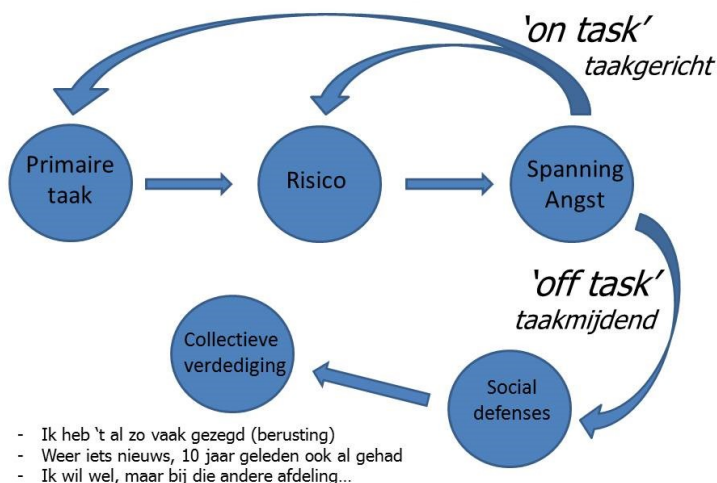 ‘on task’
taakgericht
Primaire
taak
Risico
Spanning
Angst
‘off task’
taakmijdend
Collectieve
verdediging
Social
defenses
- Ik heb ‘t al zo vaak gezegd (berusting)
- Weer iets nieuws, 10 jaar geleden ook al gehad
- Ik wil wel, maar bij die andere afdeling…